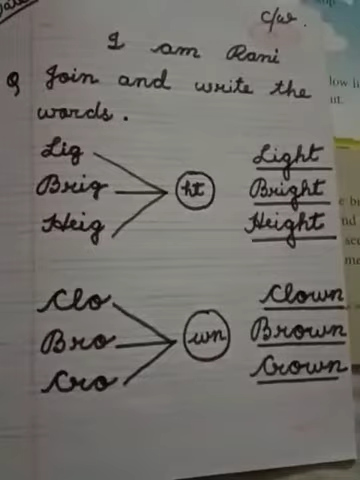 Date
c/w.
I am Rani
Q Join and write the
words.
Lig Light
Brig ht Bright
Heig Height
Clo Clown
Bro wn Brown
Cro Crown